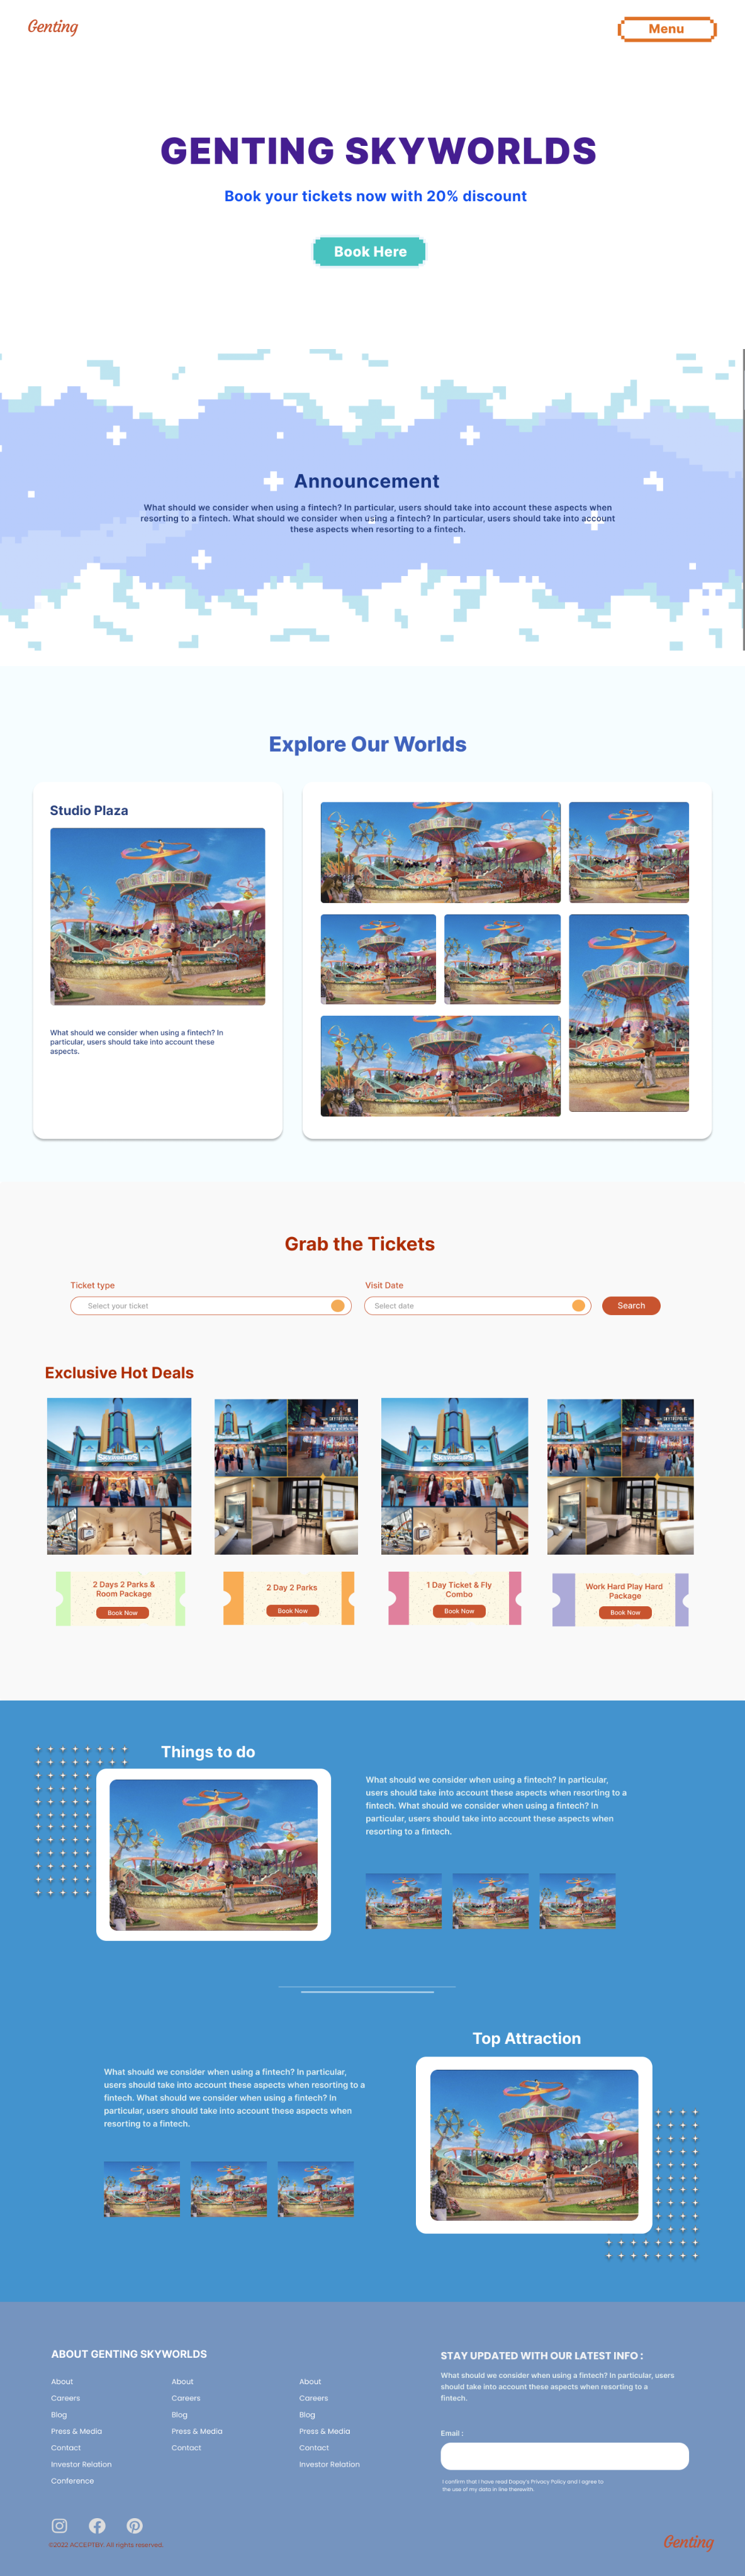 Genting
Menu
GENTING SKYWORLDS
Book your tickets now with 20% discount
Book Here
Announcement
What should we consider when using a fintech? In particular, users should take into account these aspects when
resorting to a fintech. What should we consider when using a fintech? In particular, users should take into account
these aspects when resorting to a fintech.
Explore Our Worlds
Studio Plaza
What should we consider when using a fintech? In
particular, users should take into account these
aspects.
Grab the Tickets
Ticket type
Visit Date
Select your ticket
Select date
Search
Exclusive Hot Deals
SKYWORLDS
SKYWORLDS
2 Days 2 Parks &
Room Package
Book Now
2 Day 2 Parks
Book Now
1 Day Ticket & Fly
Combo
Book Now
Work Hard Play Hard
Package
Book Now
Things to do
What should we consider when using a fintech? In particular,
users should take into account these aspects when resorting to a
fintech. What should we consider when using a fintech? In
particular, users should take into account these aspects when
resorting to a fintech.
Top Attraction
What should we consider when using a fintech? In particular,
users should take into account these aspects when resorting to a
fintech. What should we consider when using a fintech? In
particular, users should take into account these aspects when
resorting to a fintech.
ABOUT GENTING SKYWORLDS
About
Careers
Blog
Press & Media
Contact
Investor Relation
Conference
About
Careers
Blog
Press & Media
Contact
About
Careers
Blog
Press & Media
Contact
Investor Relation
STAY UPDATED WITH OUR LATEST INFO :
What should we consider when using a fintech? In particular, users
should take into account these aspects when resorting to a
fintech.
Email :
I confirm that I have read Dopay's Privacy Policy and I agree to
the use of my data in line therewith.
©2022 ACCEPTBY. All rights reserved.
Genting